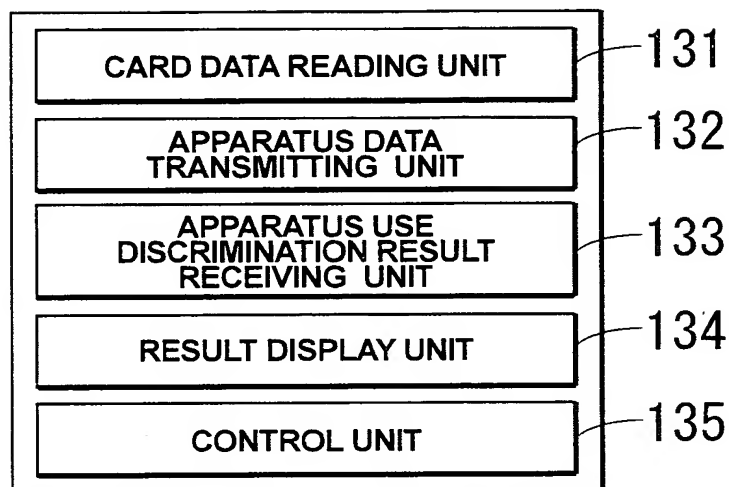 CARD DATA READING UNIT
131
APPARATUS DATA
TRANSMITTING UNIT
132
APPARATUS USE
DISCRIMINATION RESULT
RECEIVING UNIT
133
RESULT DISPLAY UNIT
134
CONTROL UNIT
135